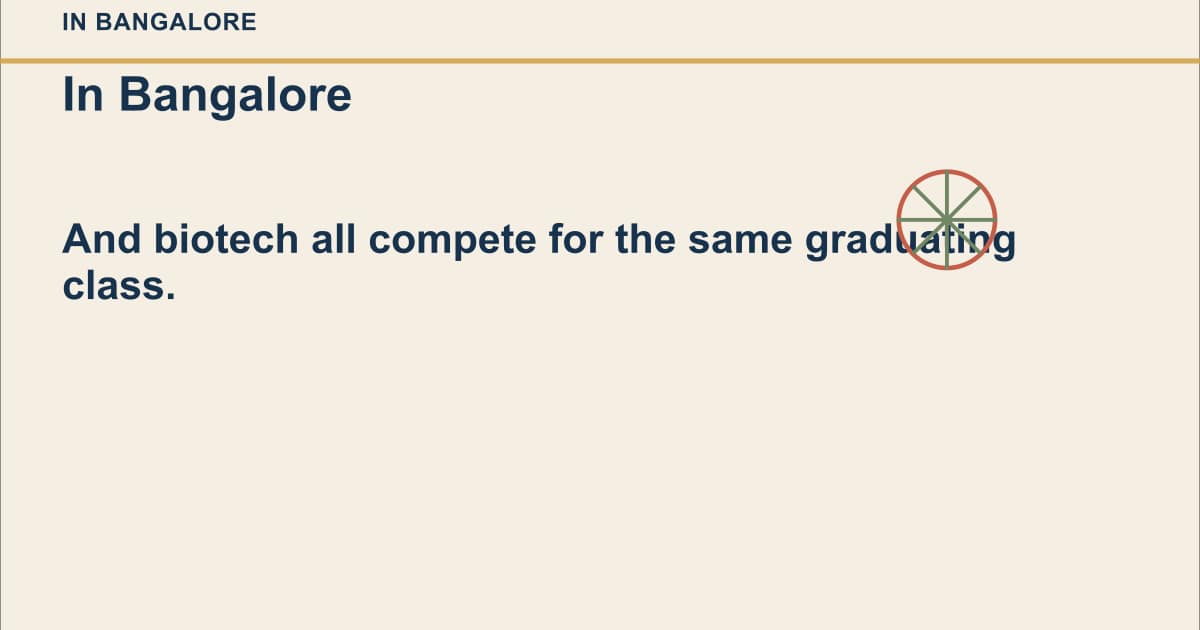 IN BANGALORE
In Bangalore
And biotech all compete for the same graduating
class.